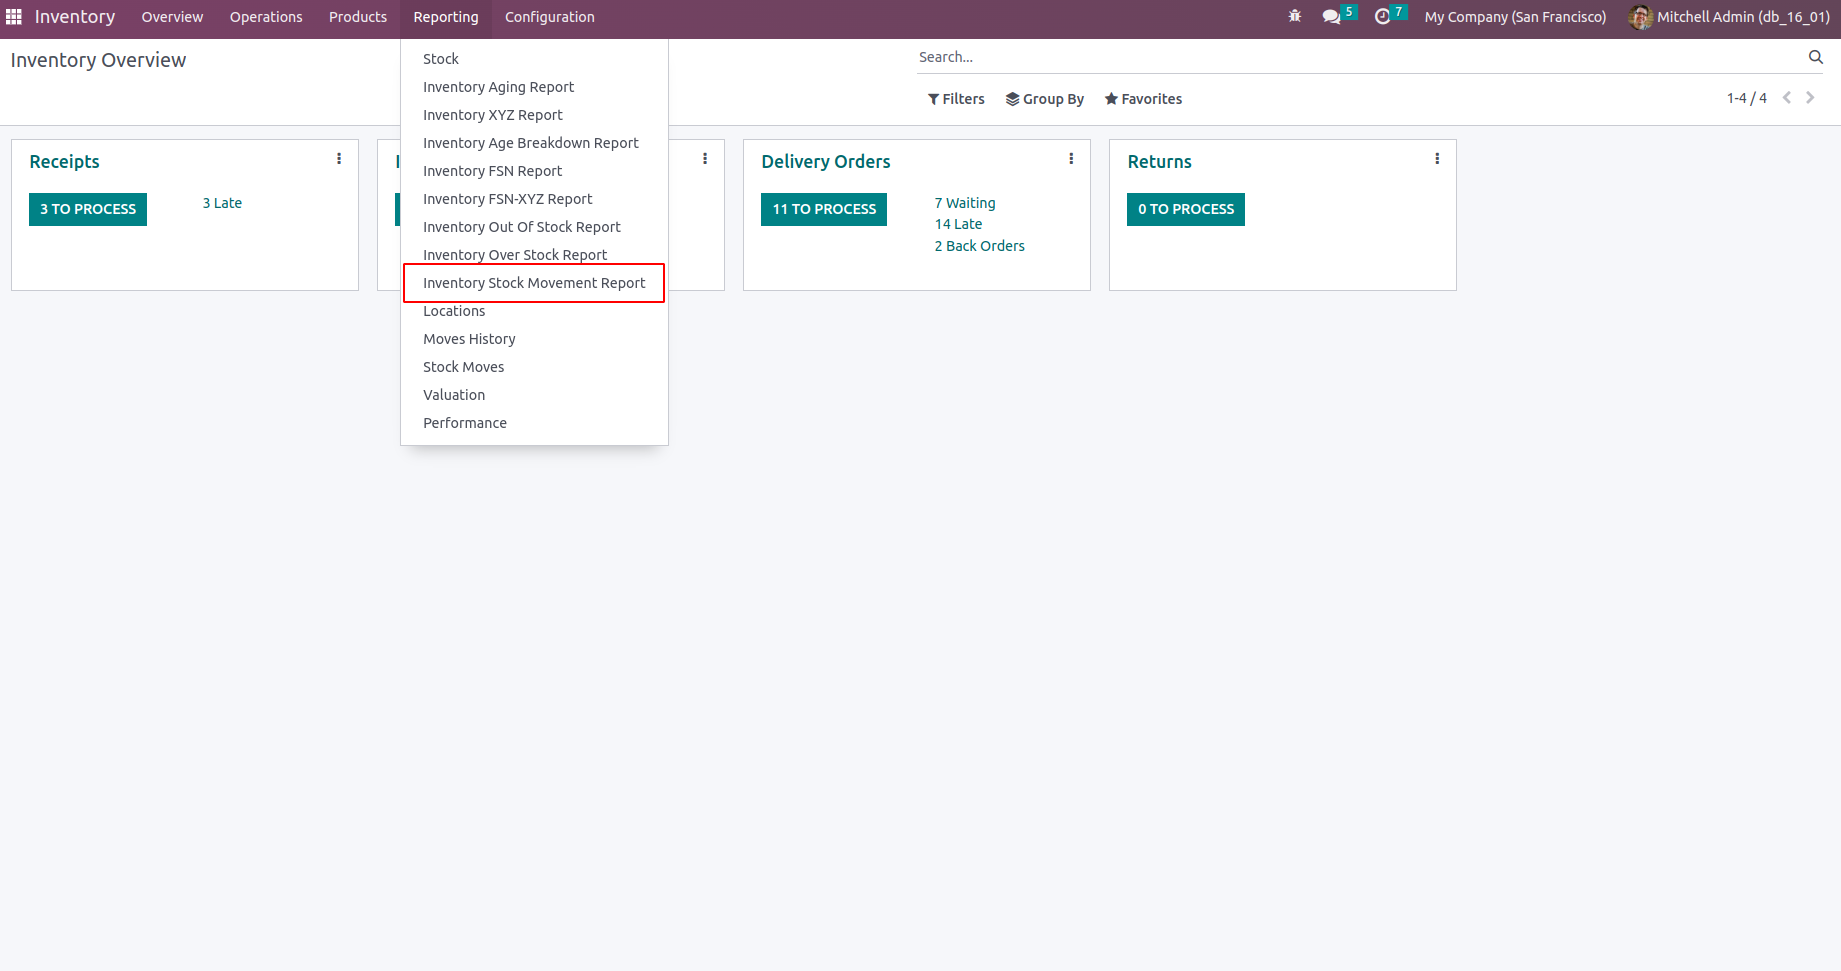 Inventory Overview Operations Products Reporting Configuration 5 7 My Company (San Francisco) Mitchell Admin (db_16_01)
Inventory Overview
Search...
Filters Group By Favorites 1-4 / 4
Stock
Inventory Aging Report
Inventory XYZ Report
Inventory Age Breakdown Report
Inventory FSN Report
Inventory FSN-XYZ Report
Inventory Out Of Stock Report
Inventory Over Stock Report
Inventory Stock Movement Report
Locations
Moves History
Stock Moves
Valuation
Performance
Receipts
3 TO PROCESS 3 Late
Delivery Orders
11 TO PROCESS 7 Waiting
14 Late
2 Back Orders
Returns
0 TO PROCESS